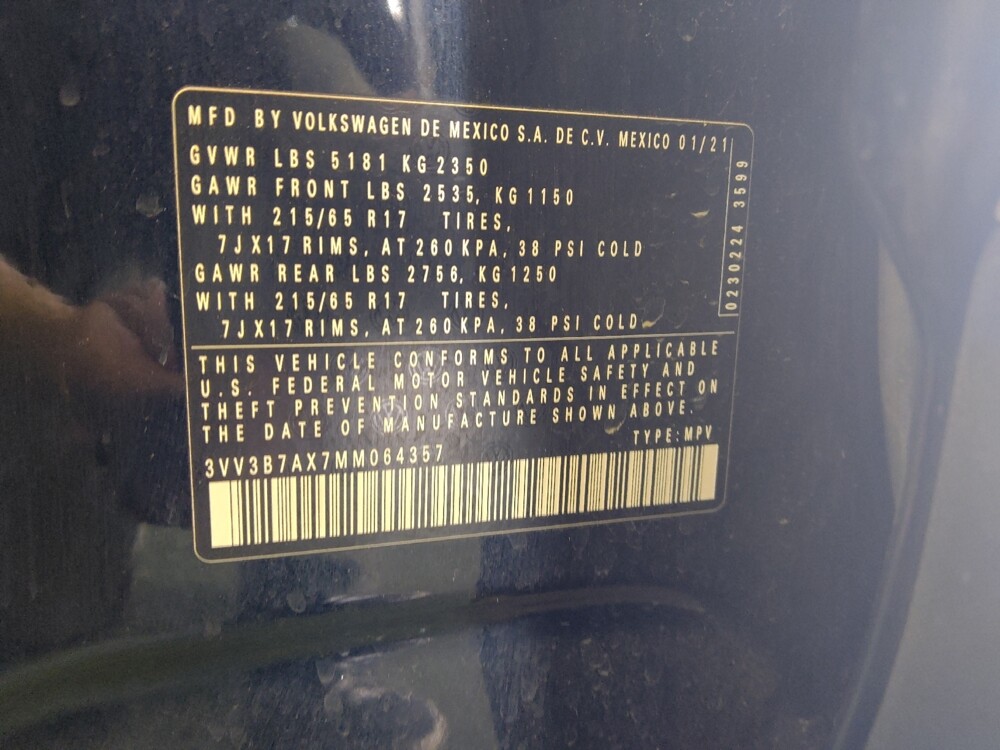 MFD BY VOLKSWAGEN DE MEXICO S.A. DE C.V. MEXICO 01/21
GVWR LBS 5181 KG 2350
GAWR FRONT LBS 2535, KG 1150
WITH 215/65 R17 TIRES,
7JX17 RIMS, AT 260 KPA, 38 PSI COLD
GAWR REAR LBS 2756, KG 1250
WITH 215/65 R17 TIRES,
7JX17 RIMS, AT 260 KPA, 38 PSI COLD
0230224 3599
THIS VEHICLE CONFORMS TO ALL APPLICABLE
U.S. FEDERAL MOTOR VEHICLE SAFETY AND
THEFT PREVENTION STANDARDS IN EFFECT ON
THE DATE OF MANUFACTURE SHOWN ABOVE.
TYPE: MPV
3VV3B7AX7MM064357